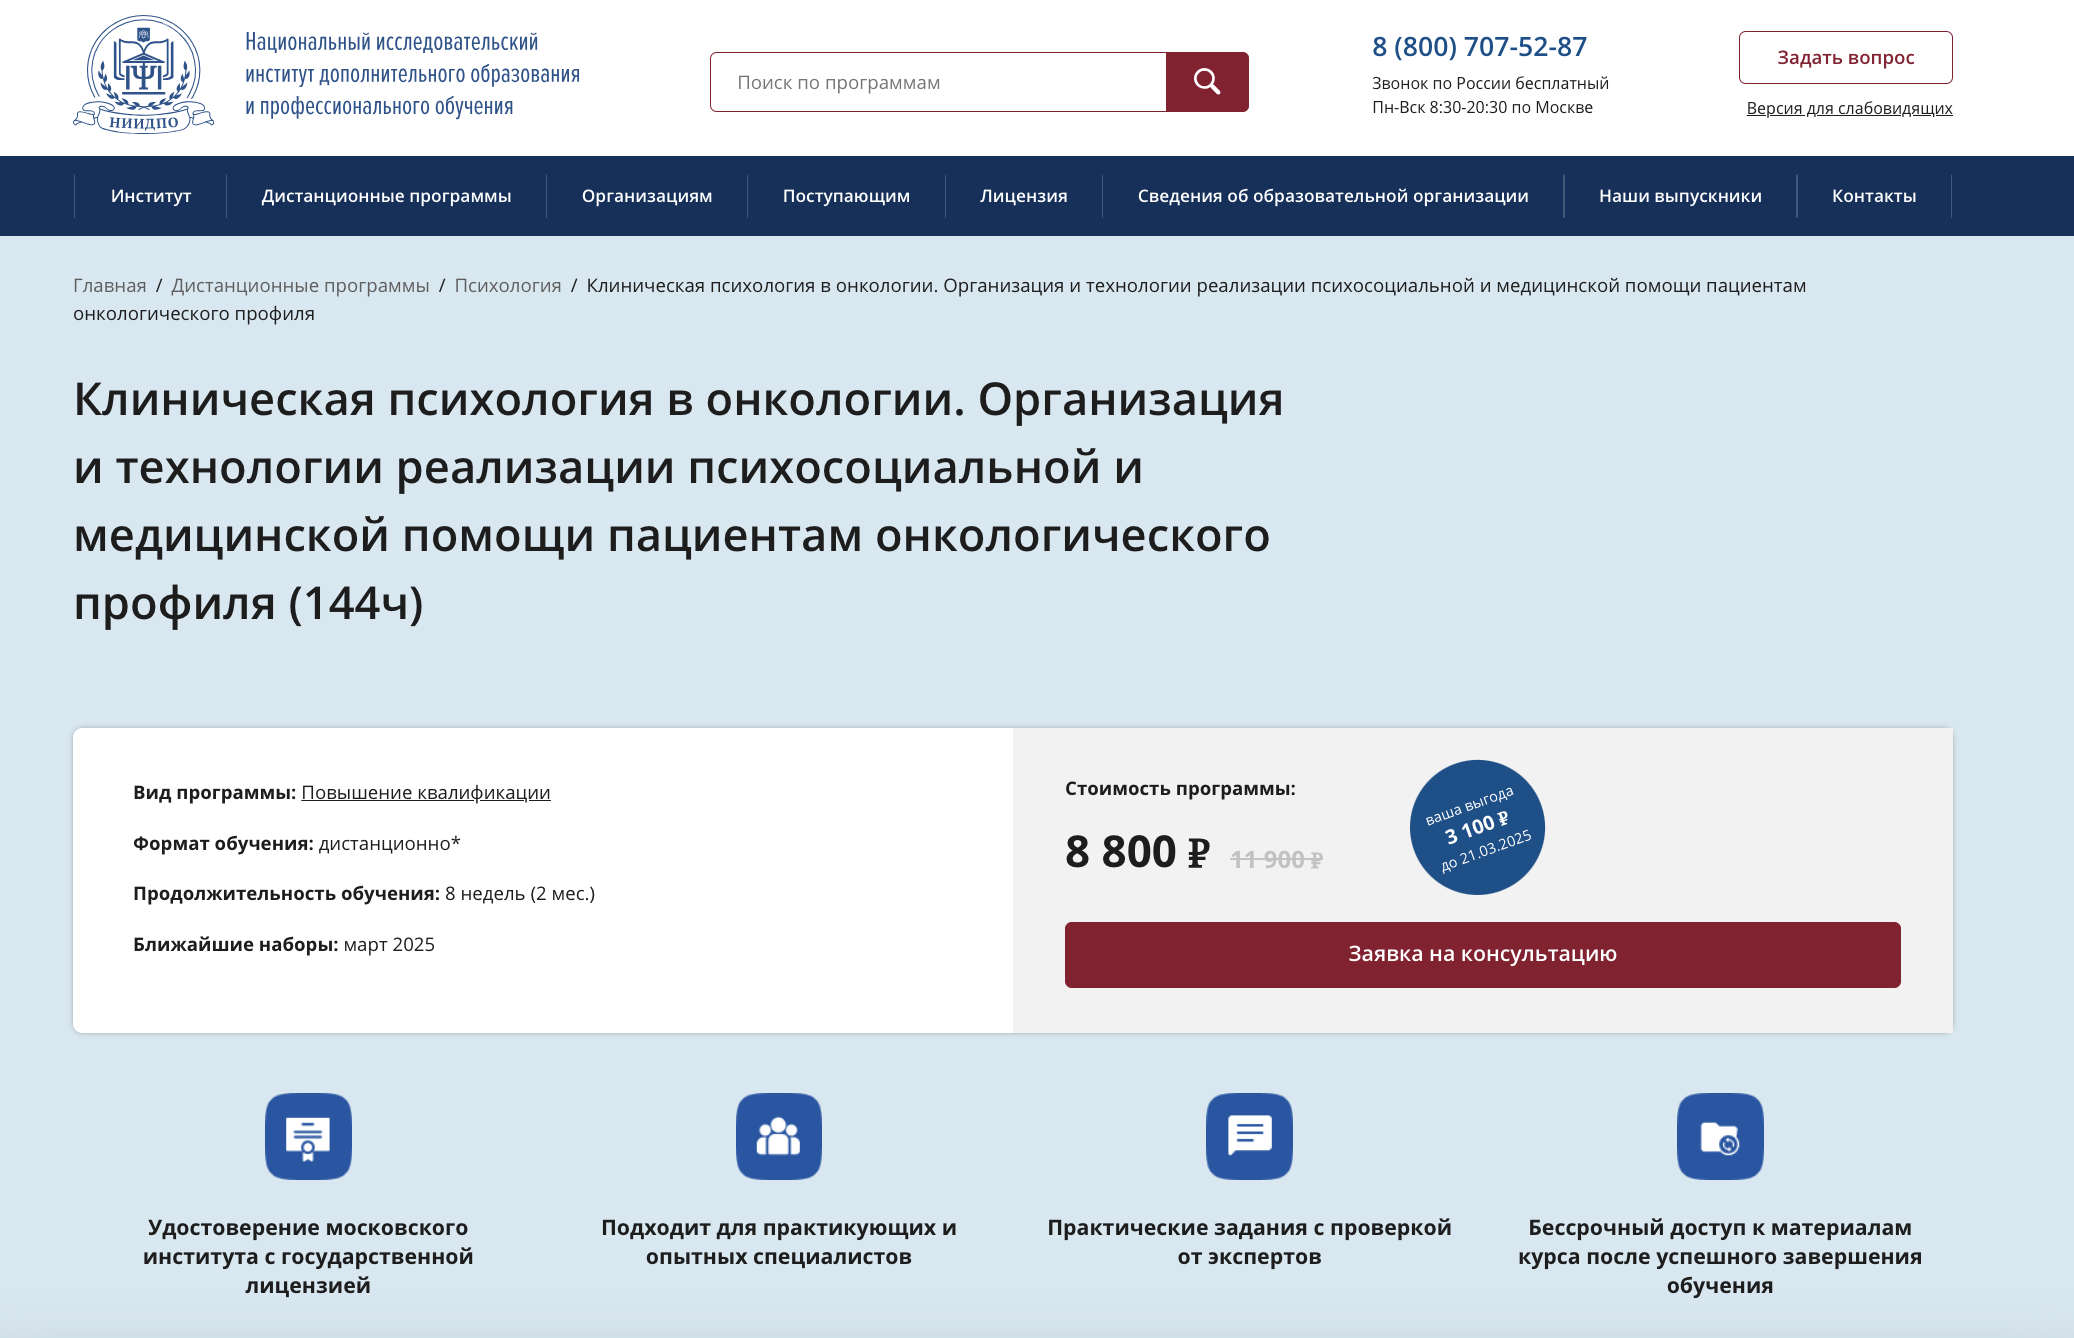 НИИДПО
Национальный исследовательский
институт дополнительного образования
и профессионального обучения
Поиск по программам
8 (800) 707-52-87
Звонок по России бесплатный
Пн-Вск 8:30-20:30 по Москве
Задать вопрос
Версия для слабовидящих
Институт
Дистанционные программы
Организациям
Поступающим
Лицензия
Сведения об образовательной организации
Наши выпускники
Контакты
Главная / Дистанционные программы / Психология / Клиническая психология в онкологии. Организация и технологии реализации психосоциальной и медицинской помощи пациентам
онкологического профиля
Клиническая психология в онкологии. Организация
и технологии реализации психосоциальной и
медицинской помощи пациентам онкологического
профиля (144ч)
Вид программы: Повышение квалификации
Формат обучения: дистанционно*
Продолжительность обучения: 8 недель (2 мес.)
Ближайшие наборы: март 2025
Стоимость программы:
8 800 ₽ 11 900 ₽
ваша выгода
3 100 ₽
до 21.03.2025
Заявка на консультацию
Удостоверение московского
института с государственной
лицензией
Подходит для практикующих и
опытных специалистов
Практические задания с проверкой
от экспертов
Бессрочный доступ к материалам
курса после успешного завершения
обучения